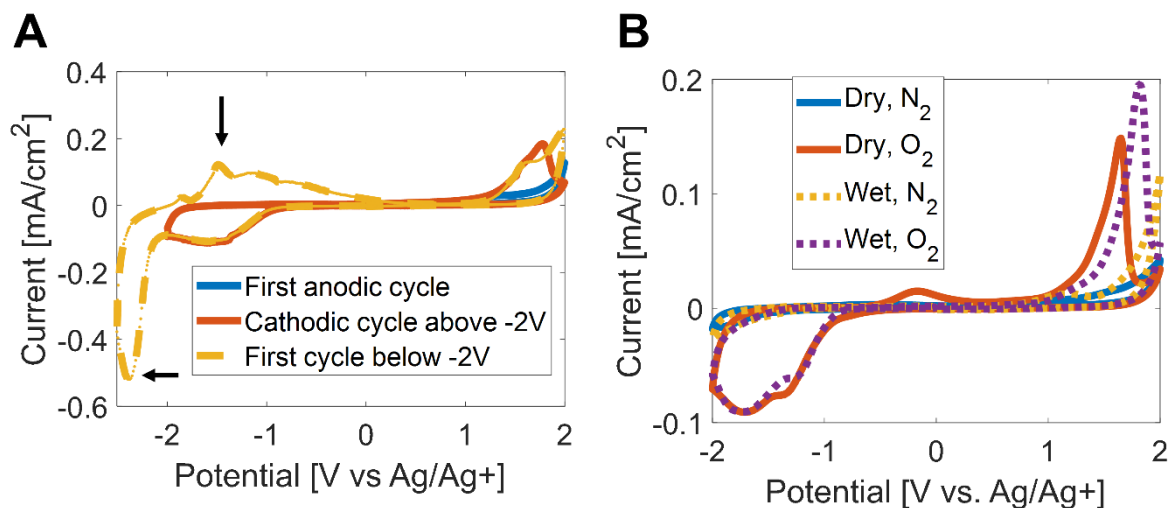 A
0.4
0.2
0
-0.2
-0.4
-0.6
Current [mA/cm²]
First anodic cycle
Cathodic cycle above -2V
First cycle below -2V
-2
-1
0
1
2
Potential [V vs Ag/Ag+]
B
0.2
0.1
0
-0.1
Current [mA/cm²]
Dry, N₂
Dry, O₂
Wet, N₂
Wet, O₂
-2
-1
0
1
2
Potential [V vs. Ag/Ag+]